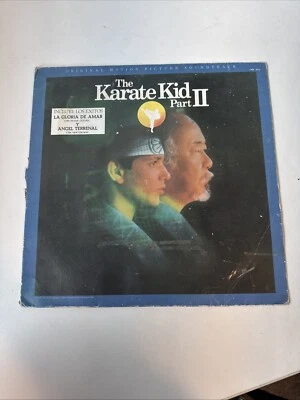 ORIGINAL MOTION PICTURE SOUNDTRACK
The
Karate Kid
Part II
INCLUYE LOS EXITOS
LA GLORIA DE AMAR
Y
ANGEL TERRENAL